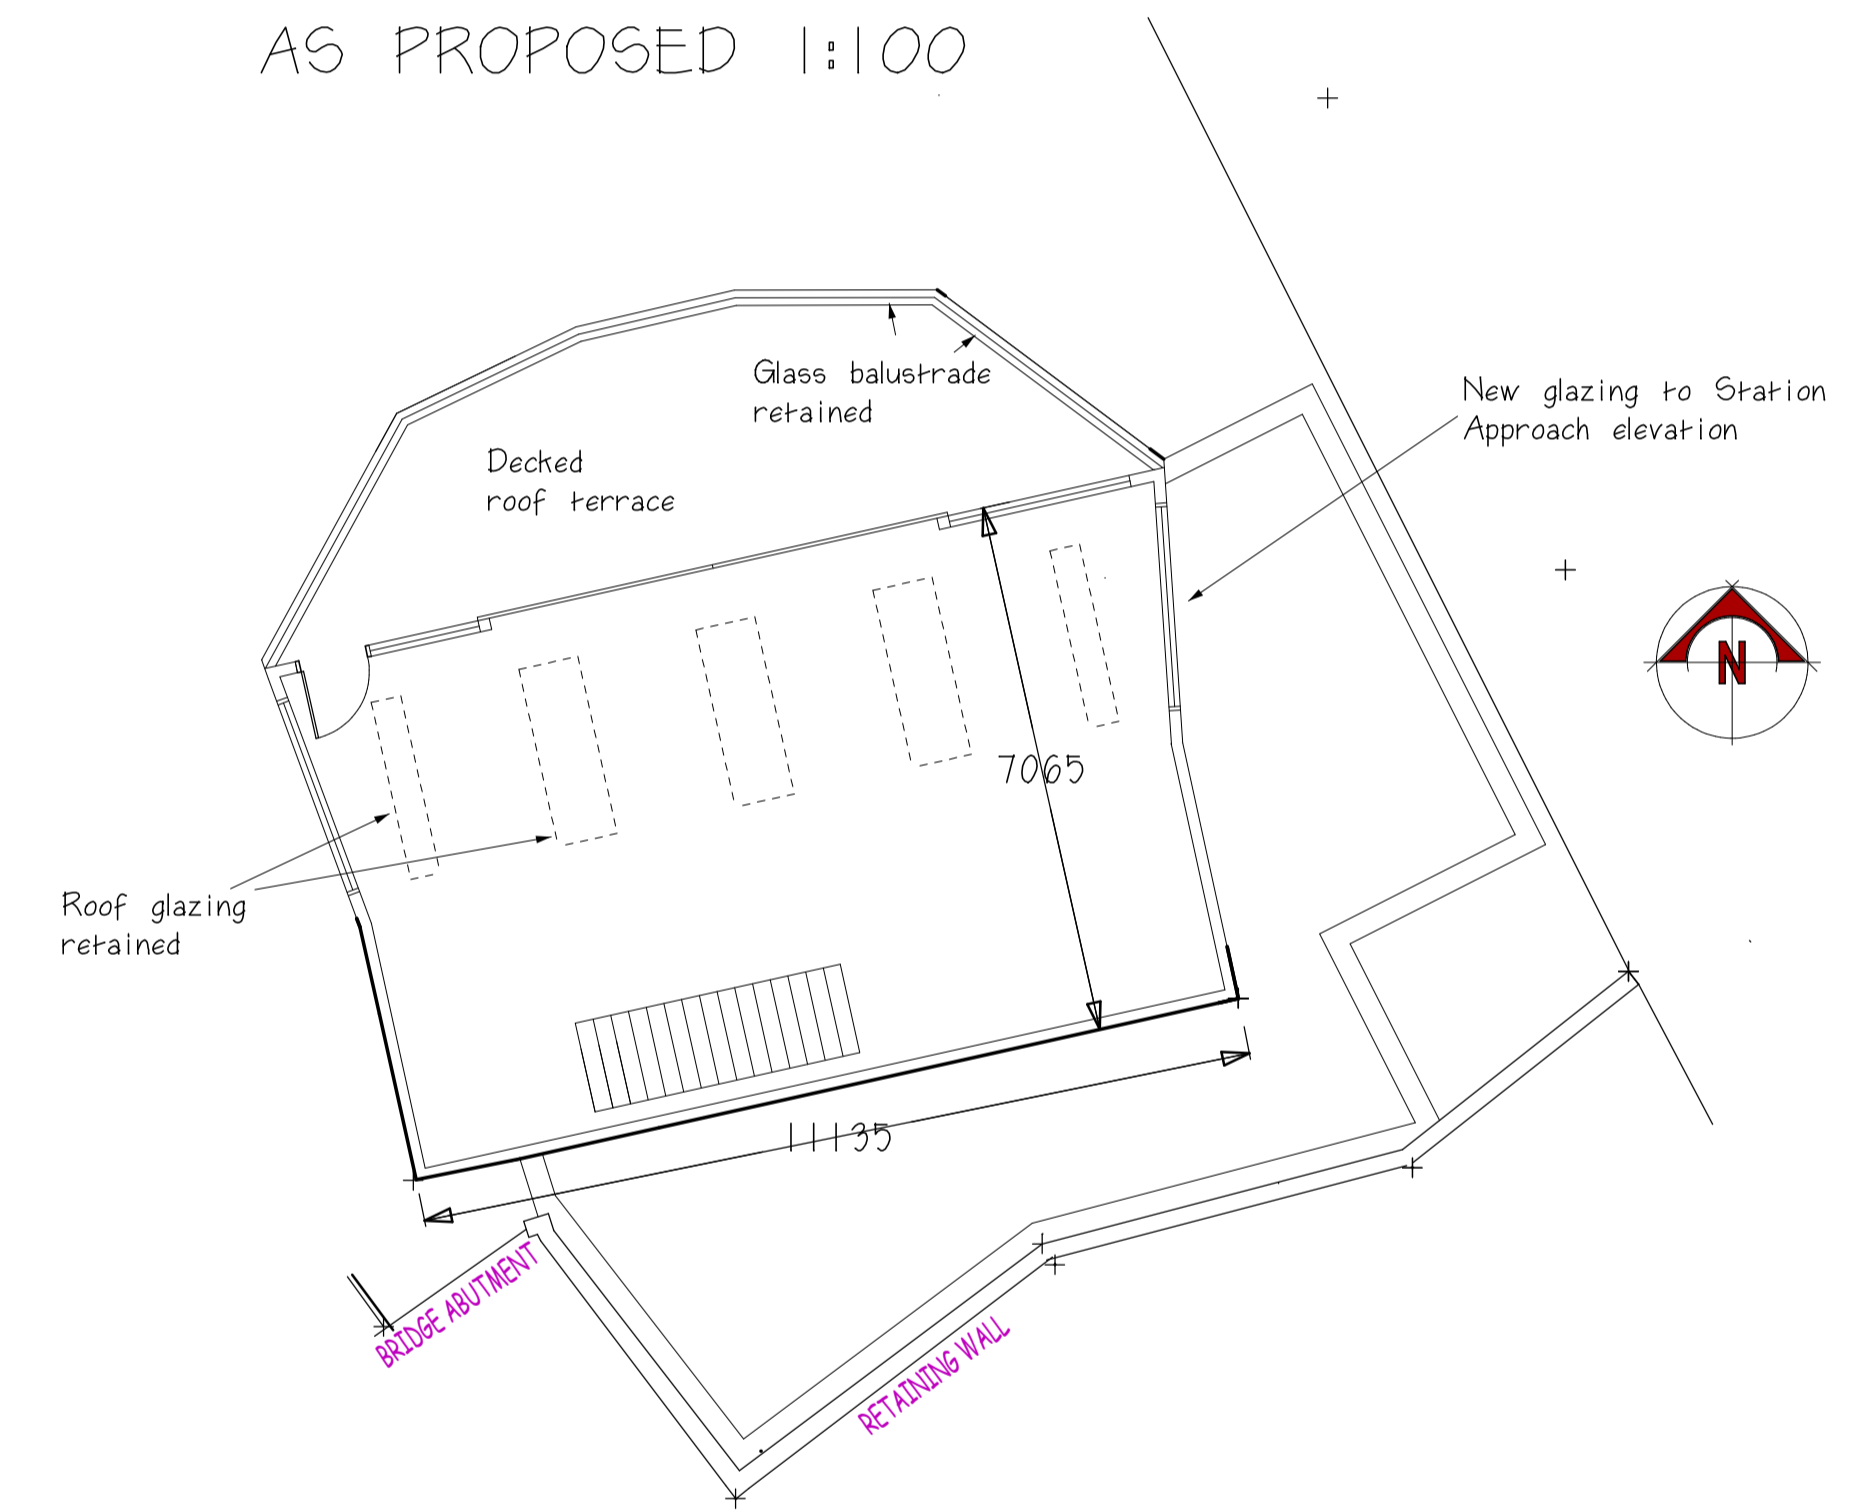 AS PROPOSED 1:100
Glass balustrade
retained
New glazing to Station
Approach elevation
Decked
roof terrace
N
7065
Roof glazing
retained
11135
BRIDGE ABUTMENT
RETAINING WALL